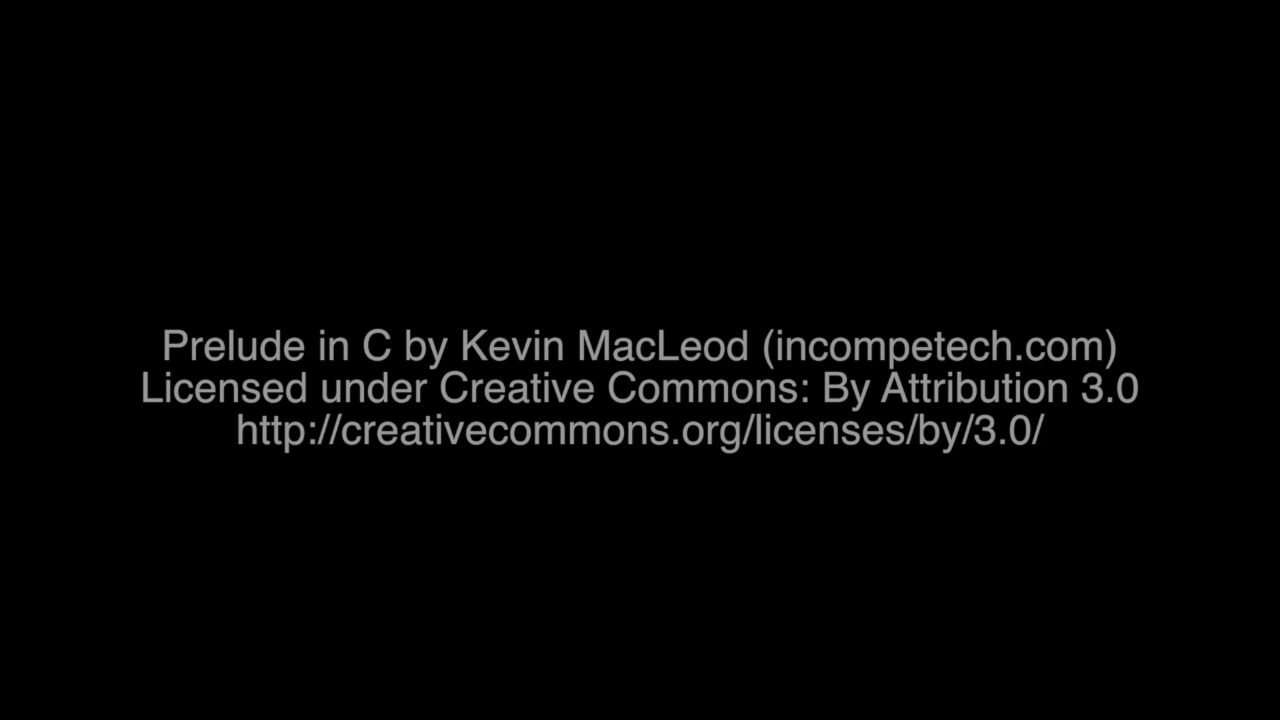 Prelude in C by Kevin MacLeod (incompetech.com)
Licensed under Creative Commons: By Attribution 3.0
http://creativecommons.org/licenses/by/3.0/